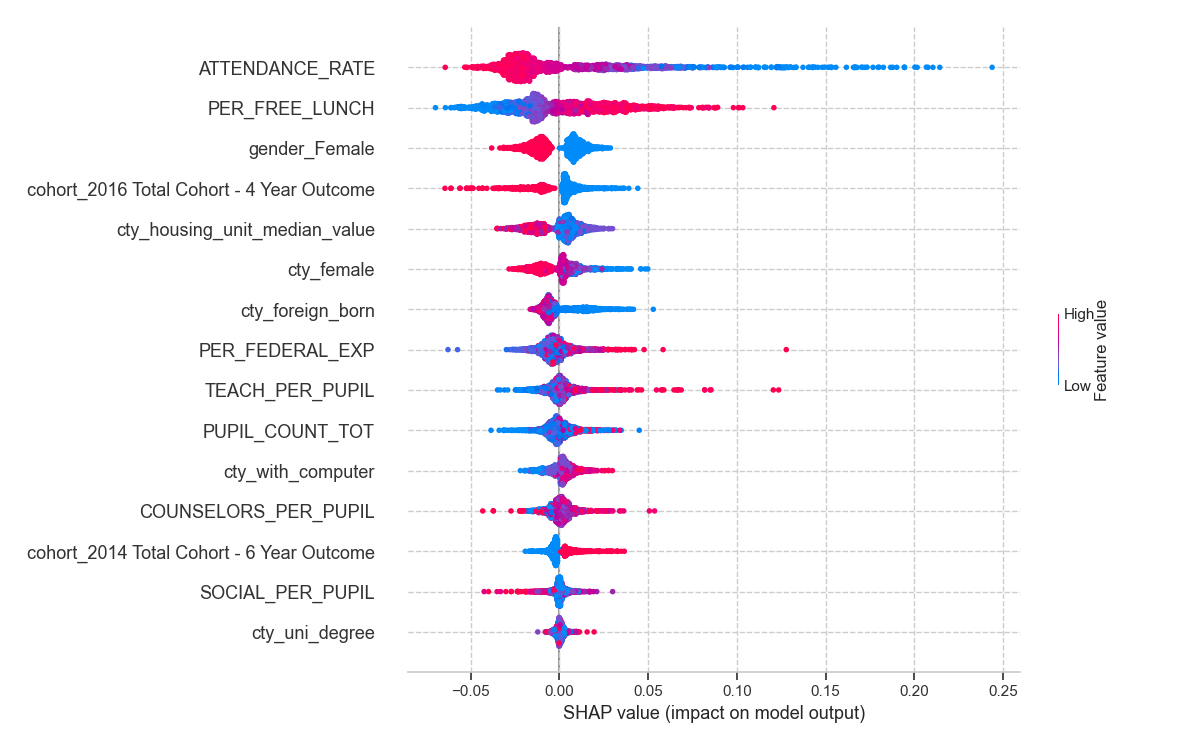 ATTENDANCE_RATE
PER_FREE_LUNCH
gender_Female
cohort_2016 Total Cohort - 4 Year Outcome
cty_housing_unit_median_value
cty_female
cty_foreign_born
PER_FEDERAL_EXP
TEACH_PER_PUPIL
PUPIL_COUNT_TOT
cty_with_computer
COUNSELORS_PER_PUPIL
cohort_2014 Total Cohort - 6 Year Outcome
SOCIAL_PER_PUPIL
cty_uni_degree
−0.05 0.00 0.05 0.10 0.15 0.20 0.25
SHAP value (impact on model output)
High
Low
Feature value